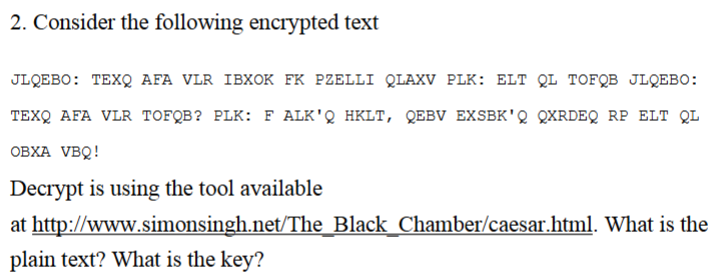 2. Consider the following encrypted text
JLQEBO: TEXQ AFA VLR IBXOK FK PZELLI QLAXV PLK: ELT QL TOFQB JLQEBO:
TEXQ AFA VLR TOFQB? PLK: F ALK'Q HKLT, QEBV EXSBK'Q QXRDEQ RP ELT QL
OBXA VBQ!
Decrypt is using the tool available
at http://www.simonsingh.net/The_Black_Chamber/caesar.html. What is the
plain text? What is the key?